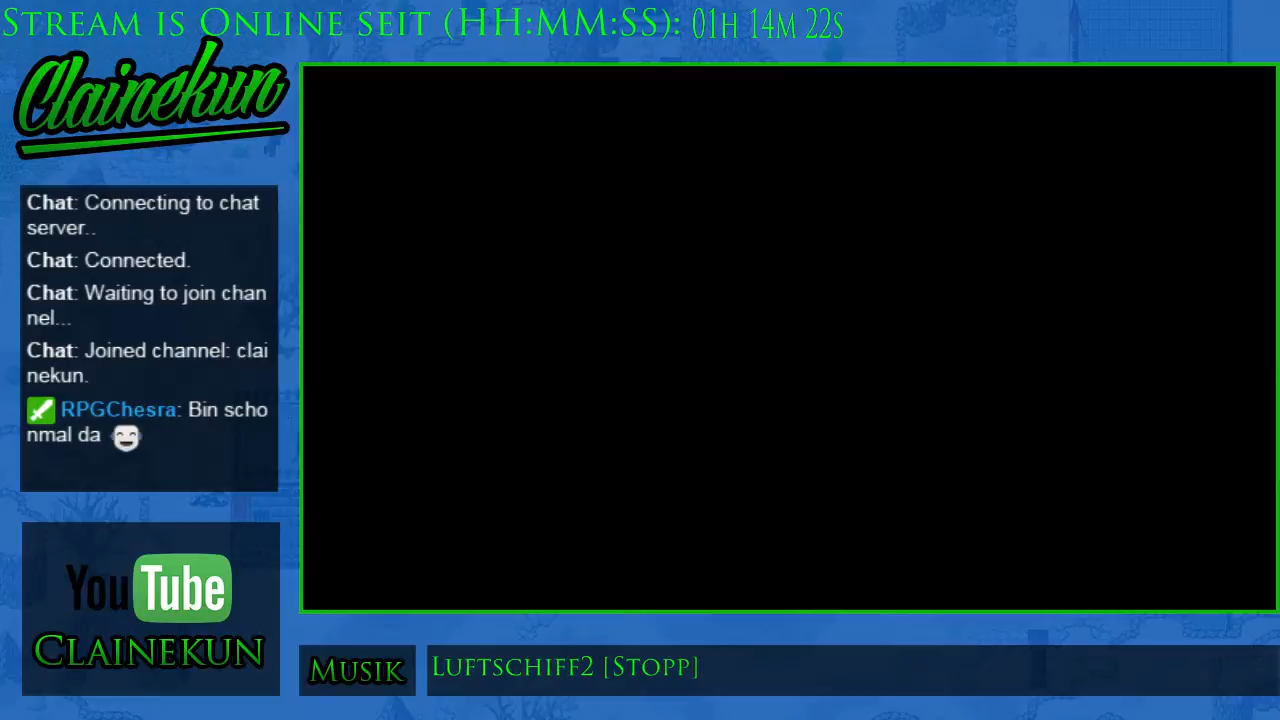 Stream is Online seit (HH:MM:SS): 01h 14m 22s
Clainekun
Chat: Connecting to chat
server..
Chat: Connected.
Chat: Waiting to join chan
nel...
Chat: Joined channel: clai
nekun.
RPGChesra: Bin scho
nmal da
YouTube
Clainekun
Musik
Luftschiff2 [Stopp]